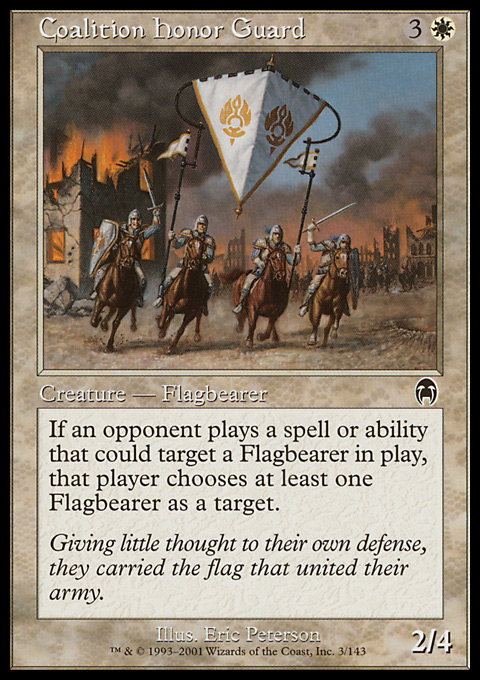 Coalition Honor Guard 3
Creature — Flagbearer
If an opponent plays a spell or ability
that could target a Flagbearer in play,
that player chooses at least one
Flagbearer as a target.
Giving little thought to their own defense,
they carried the flag that united their
army.
Illus. Eric Peterson
™ & © 1993–2001 Wizards of the Coast, Inc. 3/143
2/4